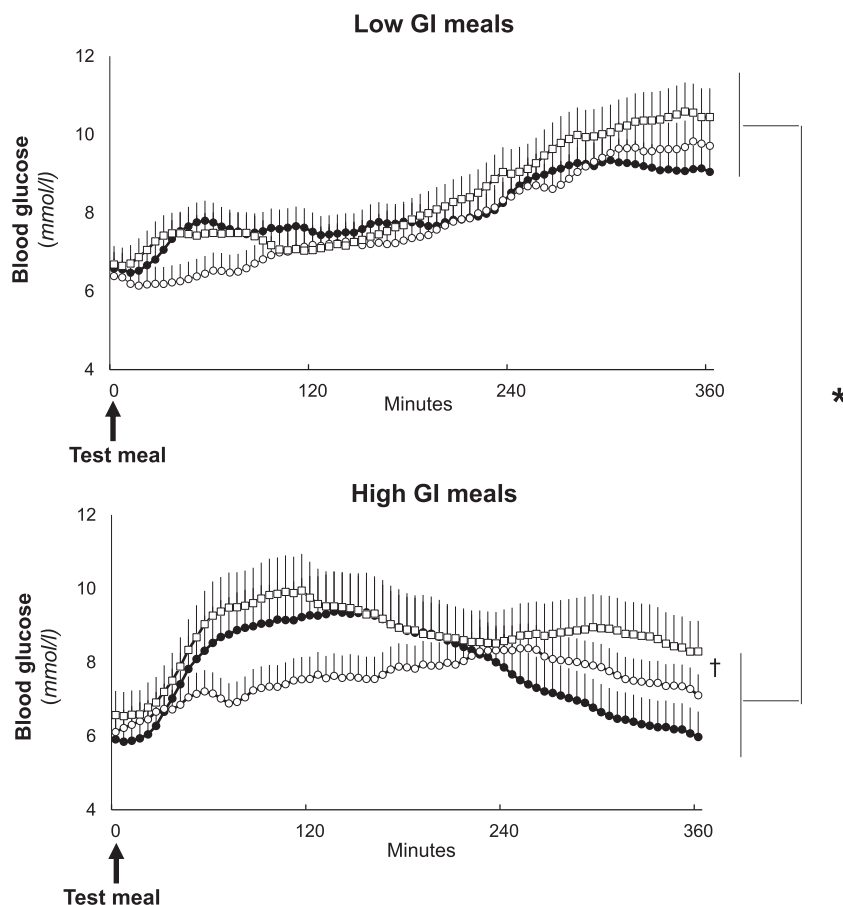 Low GI meals
12
10
8
6
4
Blood glucose
(mmol/l)
0
120
240
360
Minutes
Test meal
*
High GI meals
12
10
8
6
4
Blood glucose
(mmol/l)
†
0
120
240
360
Minutes
Test meal